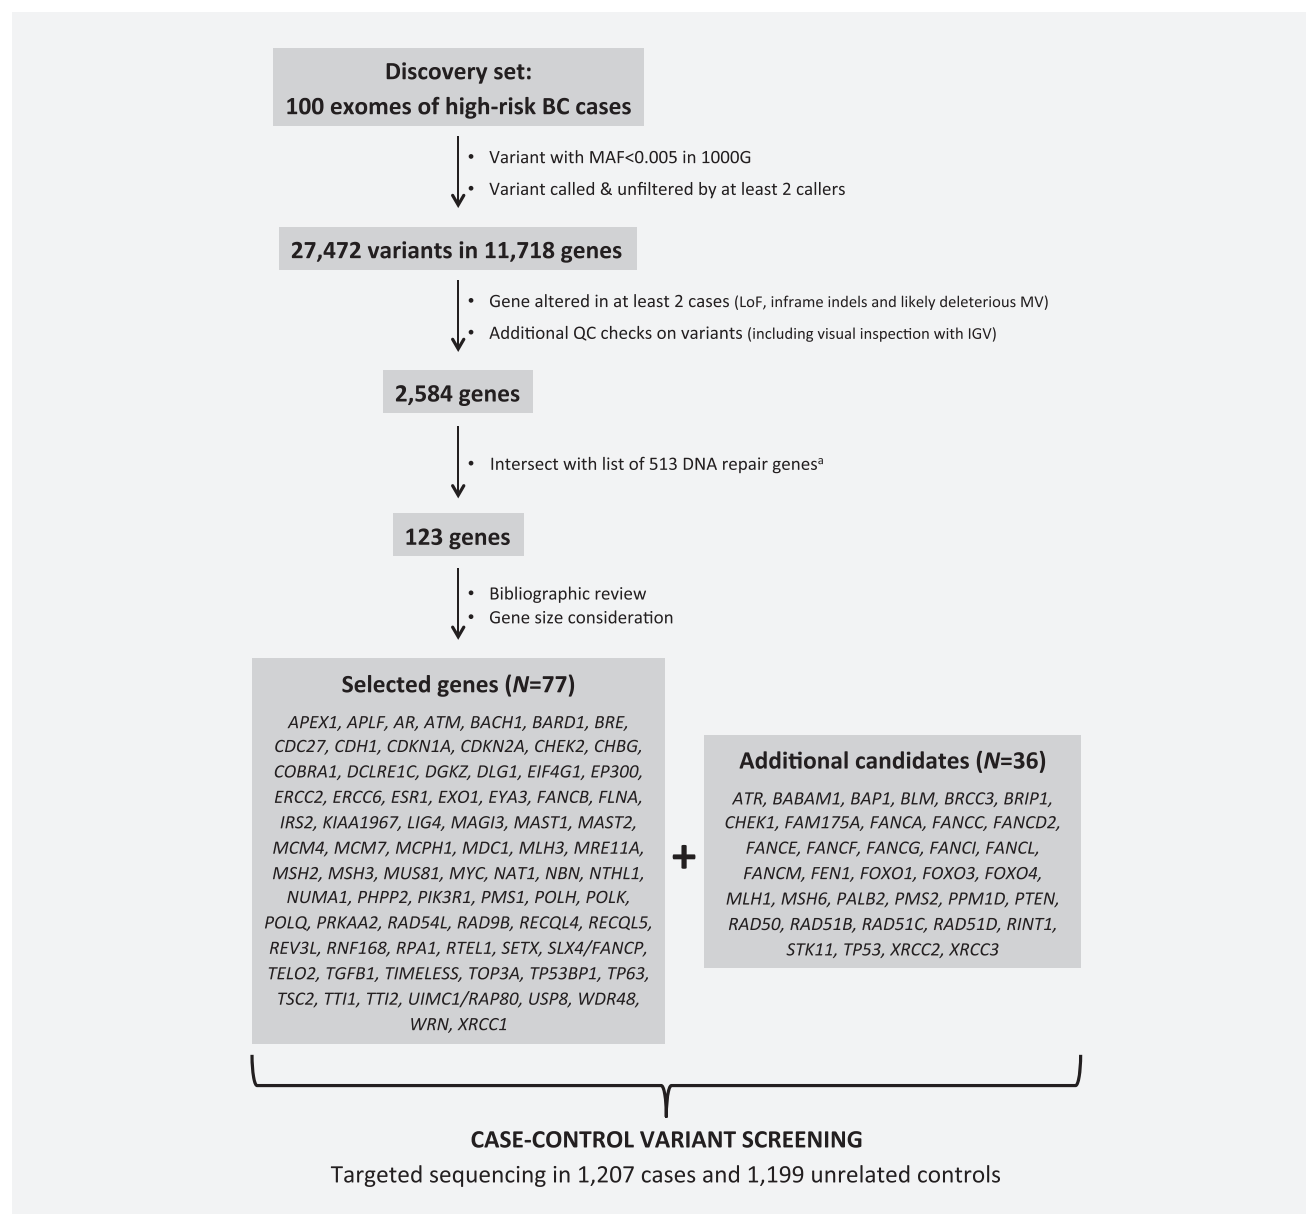 Discovery set:
100 exomes of high-risk BC cases
• Variant with MAF<0.005 in 1000G
• Variant called & unfiltered by at least 2 callers
27,472 variants in 11,718 genes
• Gene altered in at least 2 cases (LoF, inframe indels and likely deleterious MV)
• Additional QC checks on variants (including visual inspection with IGV)
2,584 genes
• Intersect with list of 513 DNA repair genesᵃ
123 genes
• Bibliographic review
• Gene size consideration
Selected genes (N=77)
APEX1, APLF, AR, ATM, BACH1, BARD1, BRE,
CDC27, CDH1, CDKN1A, CDKN2A, CHEK2, CHBG,
COBRA1, DCLRE1C, DGKZ, DLG1, EIF4G1, EP300,
ERCC2, ERCC6, ESR1, EXO1, EYA3, FANCB, FLNA,
IRS2, KIAA1967, LIG4, MAGI3, MAST1, MAST2,
MCM4, MCM7, MCPH1, MDC1, MLH3, MRE11A,
MSH2, MSH3, MUS81, MYC, NAT1, NBN, NTHL1,
NUMA1, PHPP2, PIK3R1, PMS1, POLH, POLK,
POLQ, PRKAA2, RAD54L, RAD9B, RECQL4, RECQL5,
REV3L, RNF168, RPA1, RTEL1, SETX, SLX4/FANCP,
TELO2, TGFB1, TIMELESS, TOP3A, TP53BP1, TP63,
TSC2, TTI1, TTI2, UIMC1/RAP80, USP8, WDR48,
WRN, XRCC1
+
Additional candidates (N=36)
ATR, BABAM1, BAP1, BLM, BRCC3, BRIP1,
CHEK1, FAM175A, FANCA, FANCC, FANCD2,
FANCE, FANCF, FANCG, FANCI, FANCL,
FANCM, FEN1, FOXO1, FOXO3, FOXO4,
MLH1, MSH6, PALB2, PMS2, PPM1D, PTEN,
RAD50, RAD51B, RAD51C, RAD51D, RINT1,
STK11, TP53, XRCC2, XRCC3
CASE-CONTROL VARIANT SCREENING
Targeted sequencing in 1,207 cases and 1,199 unrelated controls